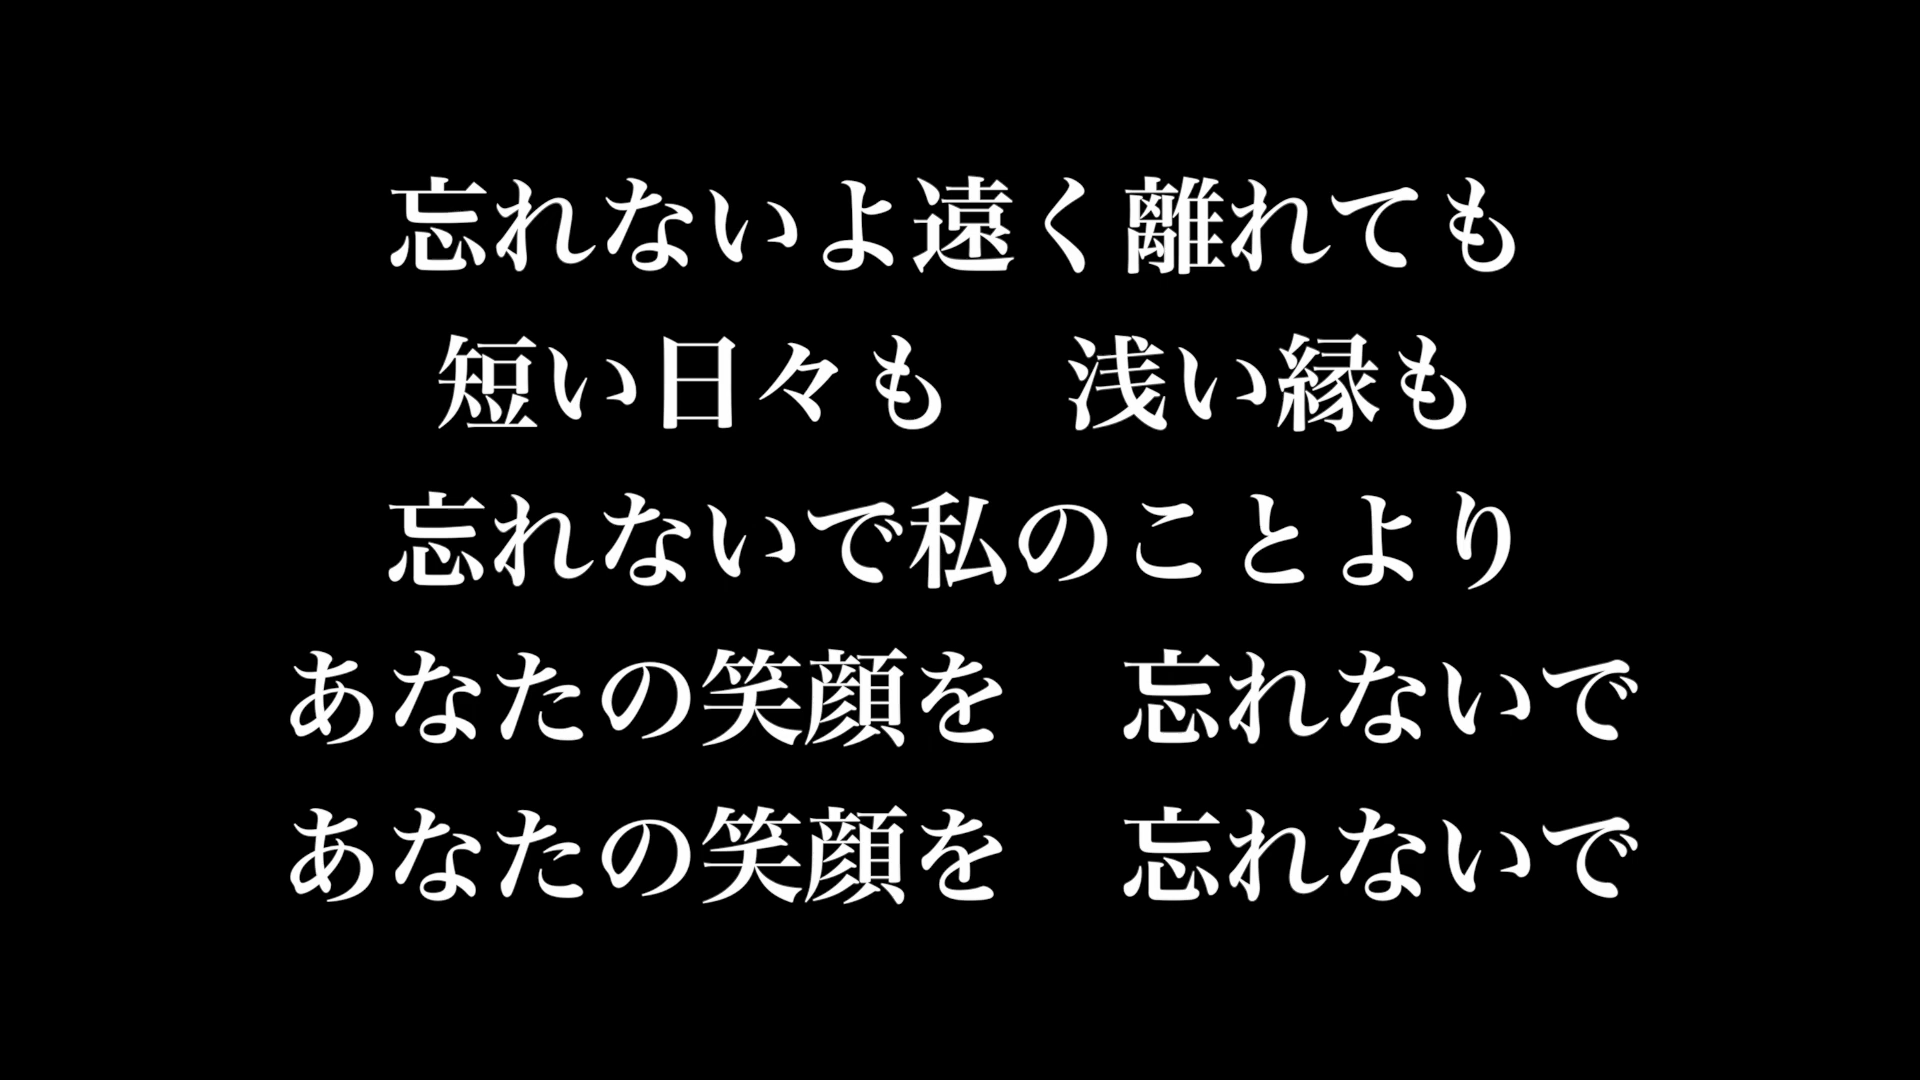 忘れないよ遠く離れても
短い日々も　浅い縁も
忘れないで私のことより
あなたの笑顔を　忘れないで
あなたの笑顔を　忘れないで